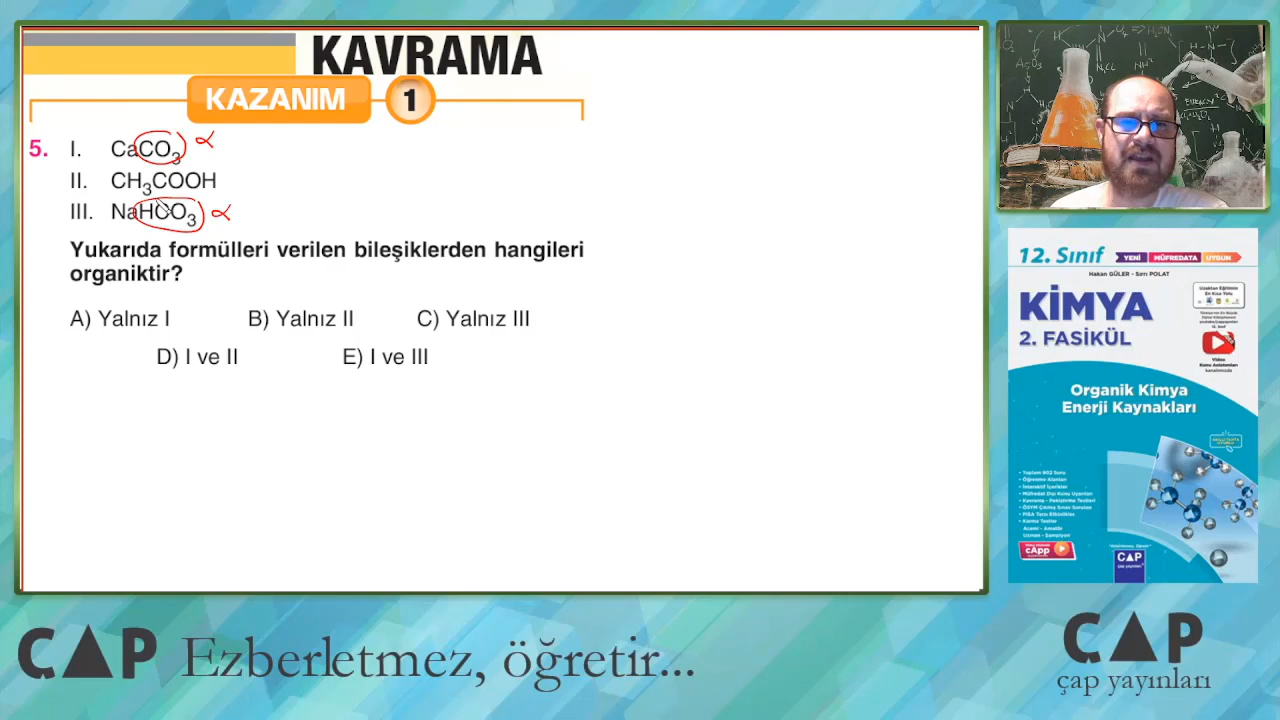 KAVRAMA
KAZANIM 1
5. I. CaCO3 α
II. CH3COOH
III. NaHCO3 α
Yukarıda formülleri verilen bileşiklerden hangileri
organiktir?
A) Yalnız I B) Yalnız II C) Yalnız III
D) I ve II E) I ve III
12. Sınıf YENİ MÜFREDATA UYGUN
Hakan GÜLER - Sırrı POLAT
KİMYA
2. FASİKÜL
Organik Kimya
Enerji Kaynakları
ÇAP Ezberletmez, öğretir...
ÇAP
çap yayınları